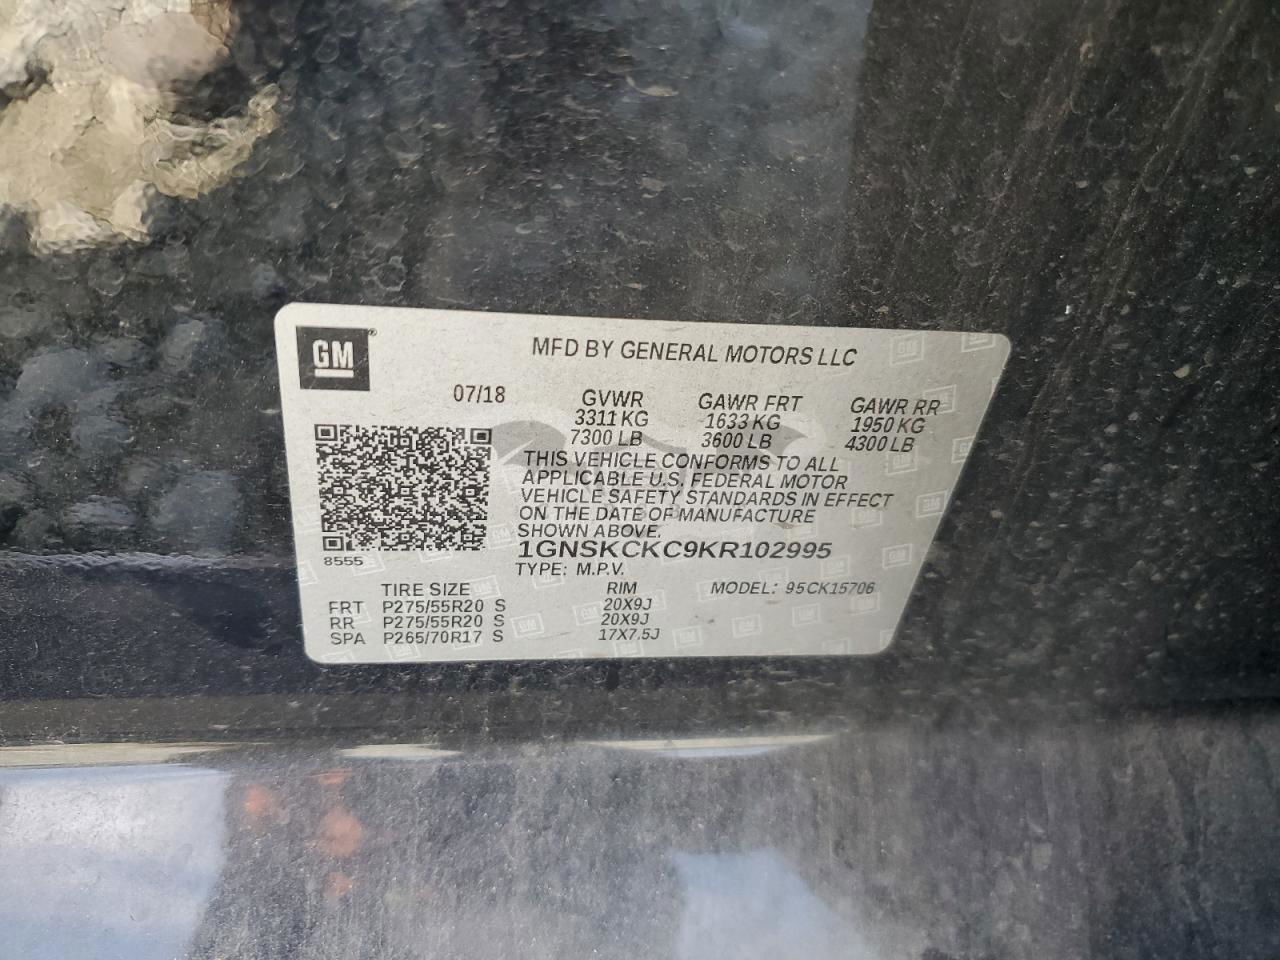 GM®
MFD BY GENERAL MOTORS LLC
07/18 GVWR GAWR FRT GAWR RR
3311 KG 1633 KG 1950 KG
7300 LB 3600 LB 4300 LB
THIS VEHICLE CONFORMS TO ALL
APPLICABLE U.S. FEDERAL MOTOR
VEHICLE SAFETY STANDARDS IN EFFECT
ON THE DATE OF MANUFACTURE
SHOWN ABOVE.
1GNSKCKC9KR102995
8555
TYPE: M.P.V.
TIRE SIZE RIM MODEL: 95CK15706
FRT P275/55R20 S 20X9J
RR P275/55R20 S 20X9J
SPA P265/70R17 S 17X7.5J